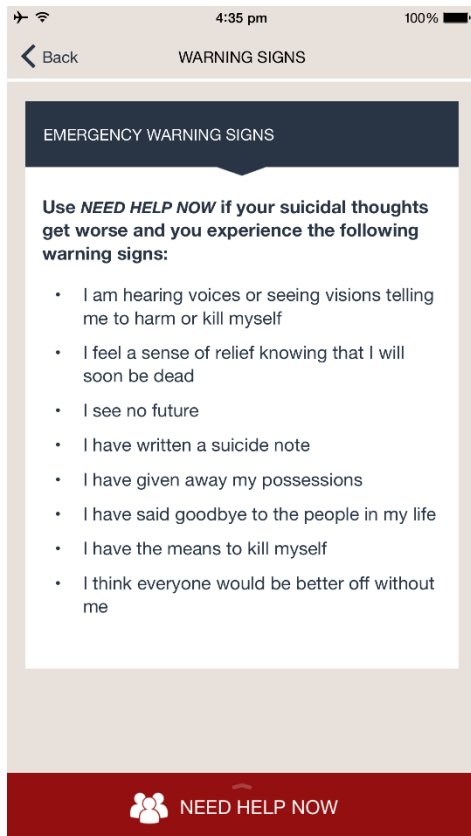 4:35 pm
100%
Back
WARNING SIGNS
EMERGENCY WARNING SIGNS
Use NEED HELP NOW if your suicidal thoughts
get worse and you experience the following
warning signs:
• I am hearing voices or seeing visions telling
me to harm or kill myself
• I feel a sense of relief knowing that I will
soon be dead
• I see no future
• I have written a suicide note
• I have given away my possessions
• I have said goodbye to the people in my life
• I have the means to kill myself
• I think everyone would be better off without
me
NEED HELP NOW